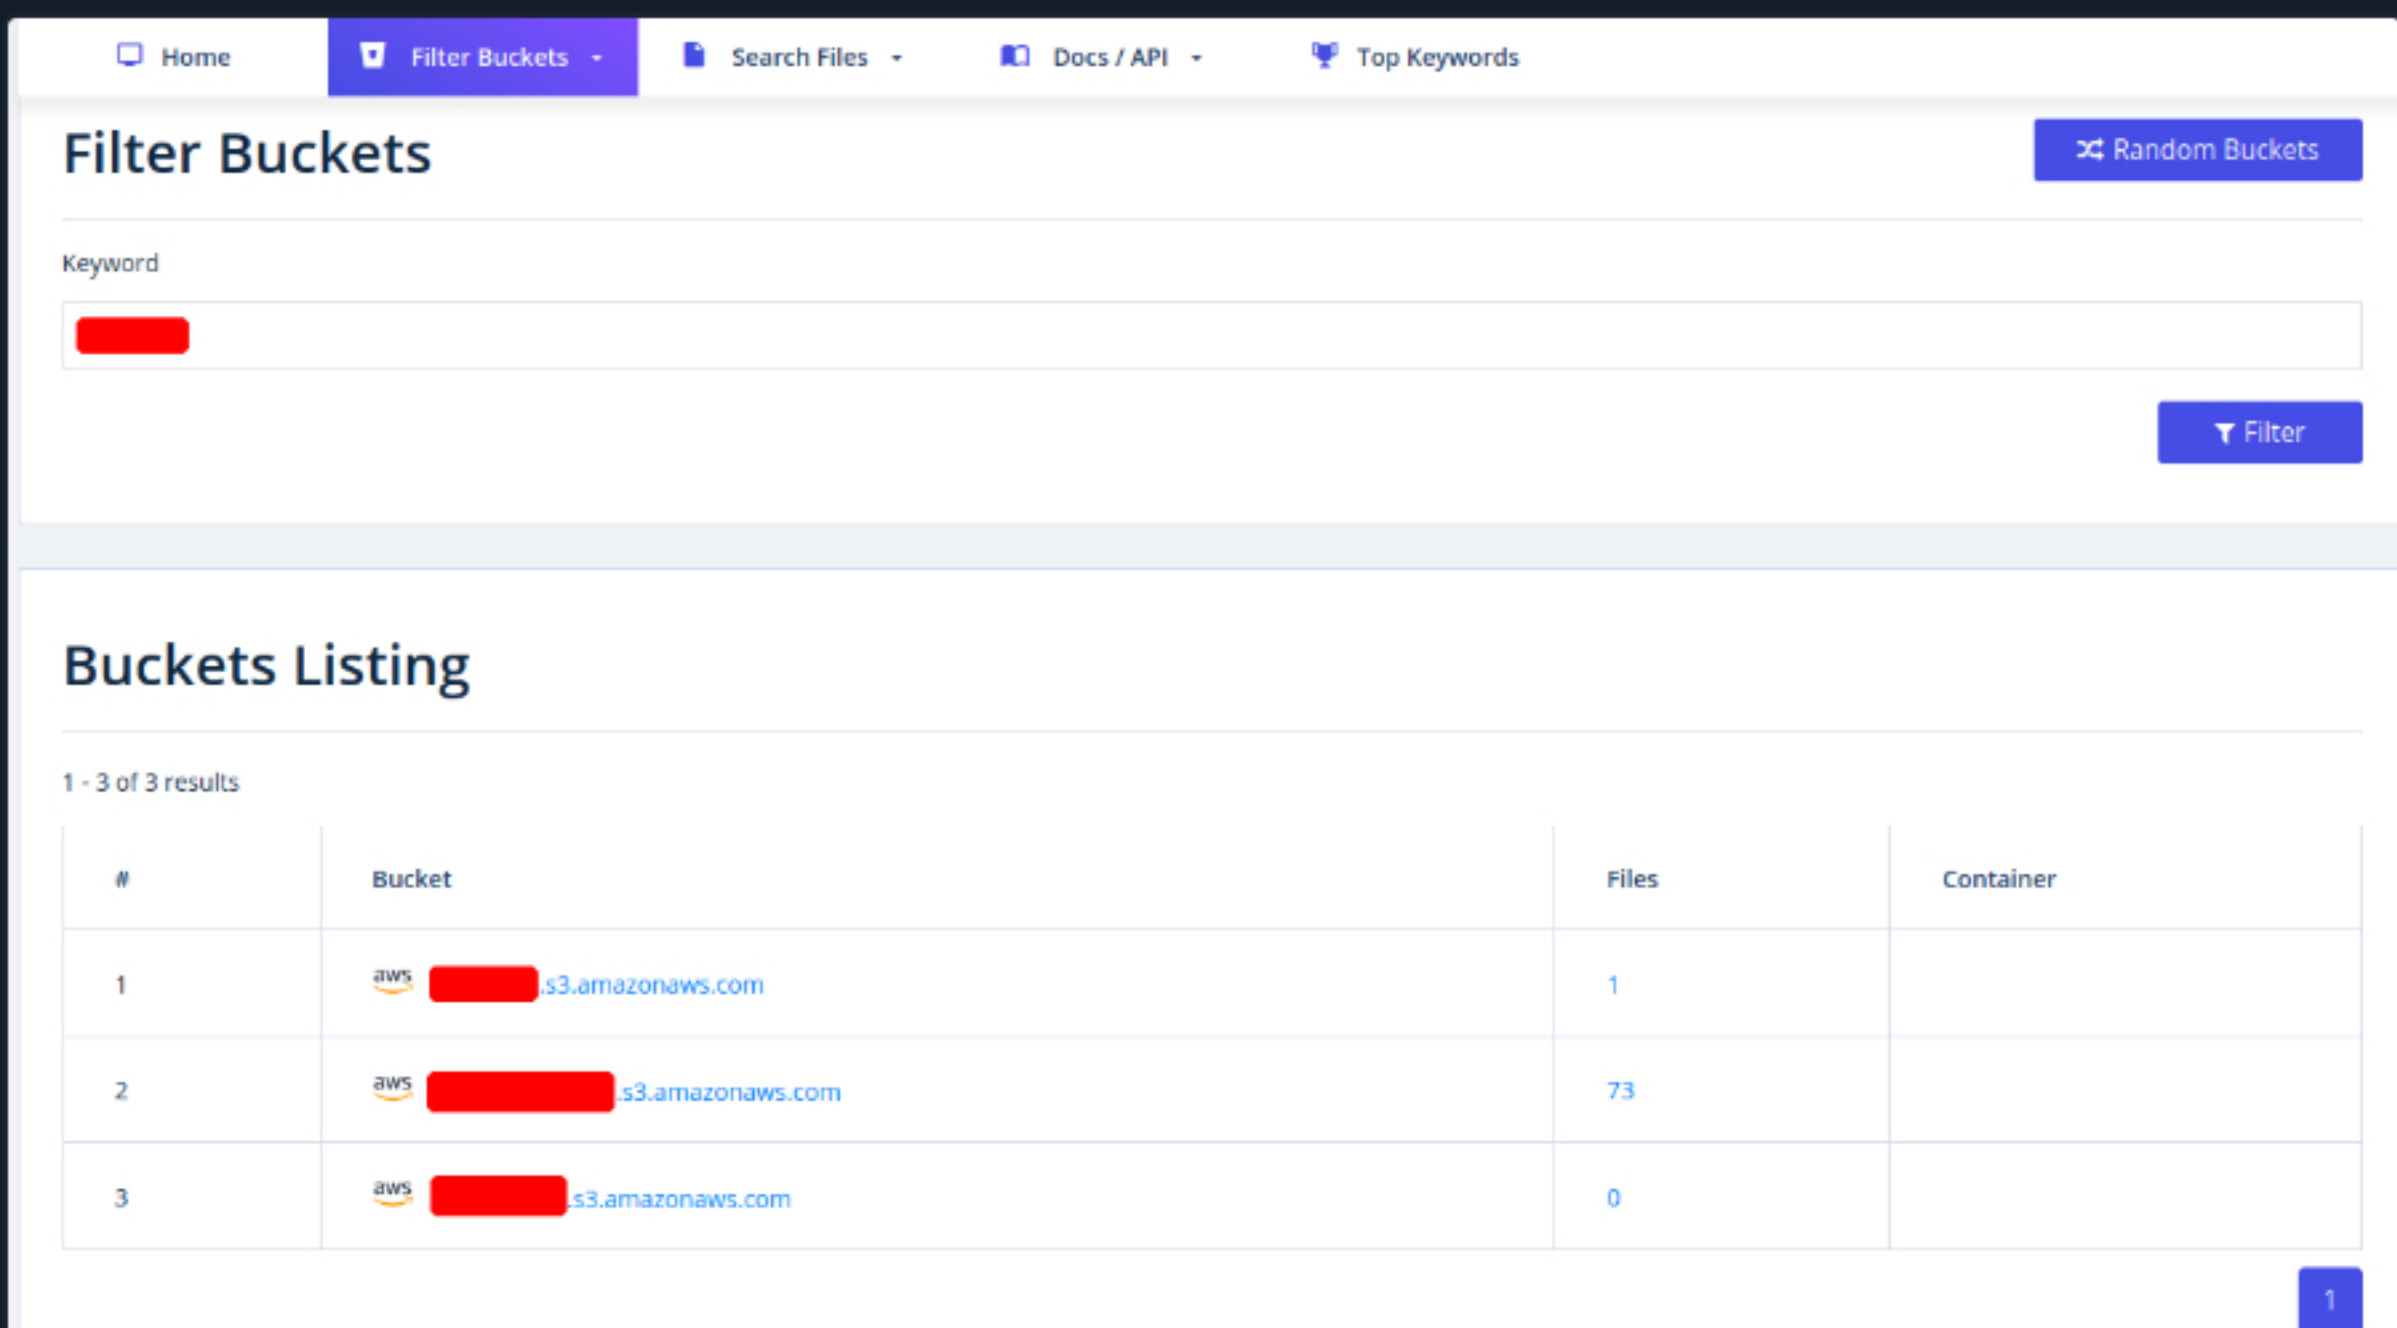 Home Filter Buckets Search Files Docs / API Top Keywords
Filter Buckets
Random Buckets
Keyword
Filter
Buckets Listing
1 - 3 of 3 results
# Bucket Files Container
1 aws .s3.amazonaws.com 1
2 aws .s3.amazonaws.com 73
3 aws .s3.amazonaws.com 0
1